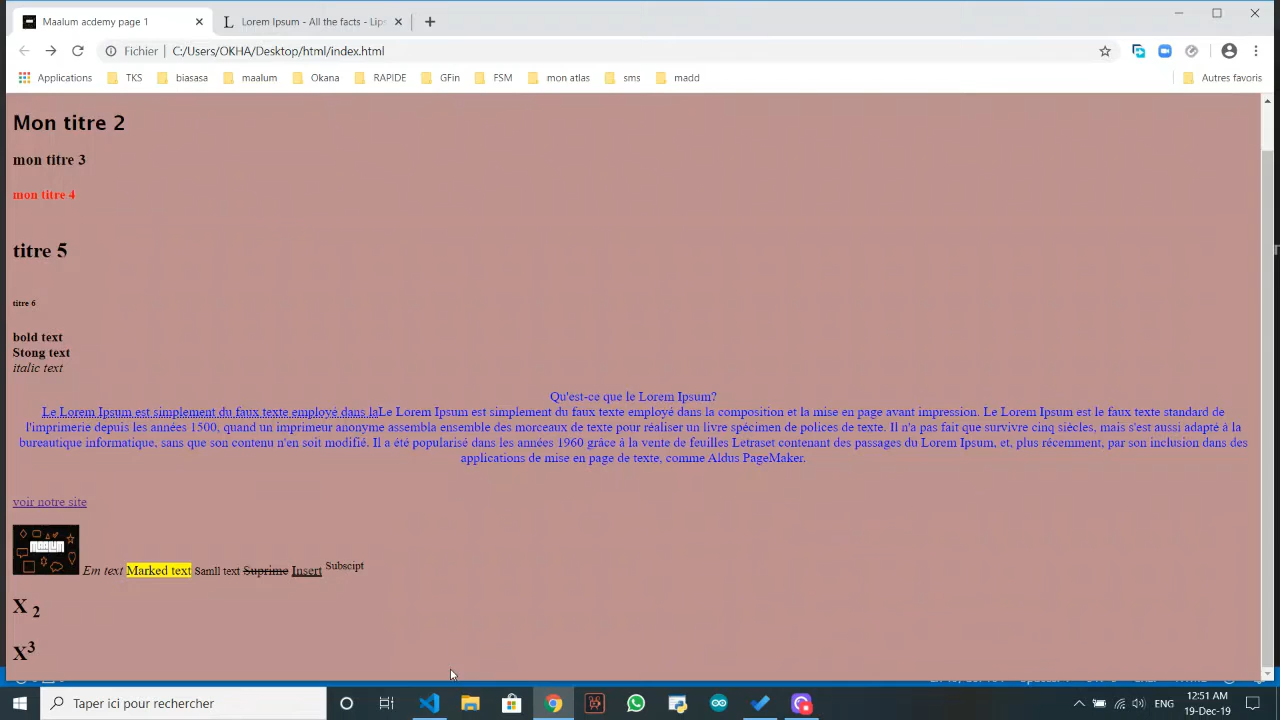 Maalum acdemy page 1
Lorem Ipsum - All the facts - Lips
Fichier
C:/Users/OKHA/Desktop/html/index.html
Applications TKS biasasa maalum Okana RAPIDE GFin FSM mon atlas sms madd Autres favoris
Mon titre 2
mon titre 3
mon titre 4
titre 5
titre 6
bold text
Stong text
italic text
Qu'est-ce que le Lorem Ipsum?
Le Lorem Ipsum est simplement du faux texte employé dans laLe Lorem Ipsum est simplement du faux texte employé dans la composition et la mise en page avant impression. Le Lorem Ipsum est le faux texte standard de
l'imprimerie depuis les années 1500, quand un imprimeur anonyme assembla ensemble des morceaux de texte pour réaliser un livre spécimen de polices de texte. Il n'a pas fait que survivre cinq siècles, mais s'est aussi adapté à la
bureautique informatique, sans que son contenu n'en soit modifié. Il a été popularisé dans les années 1960 grâce à la vente de feuilles Letraset contenant des passages du Lorem Ipsum, et, plus récemment, par son inclusion dans des
applications de mise en page de texte, comme Aldus PageMaker.
voir notre site
Em text Marked text Samll text Suprime Insert Subscipt
X 2
X3
Taper ici pour rechercher
ENG
12:51 AM
19-Dec-19